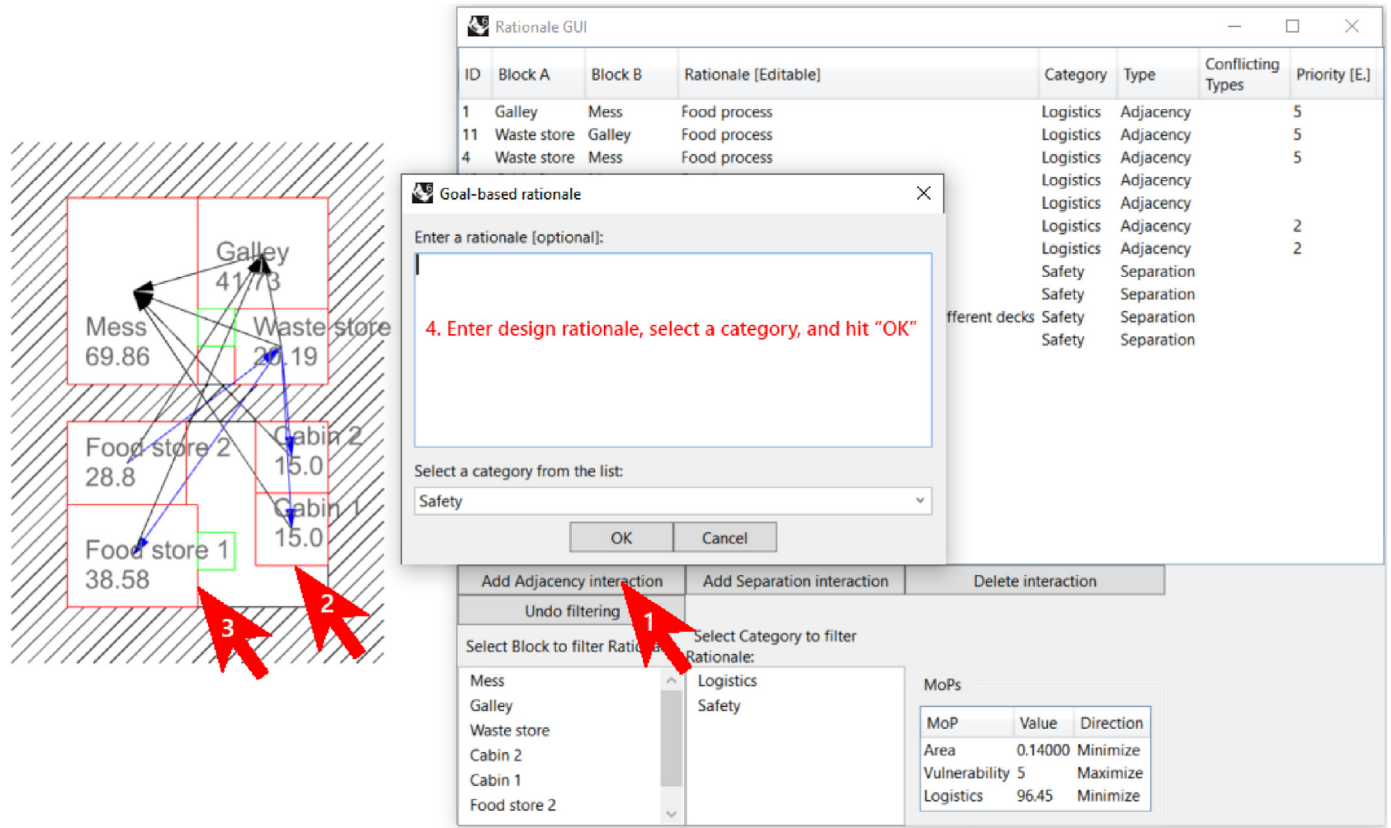 Rationale GUI
ID Block A Block B Rationale [Editable] Category Type Conflicting Types Priority [E.]
1 Galley Mess Food process Logistics Adjacency 5
11 Waste store Galley Food process Logistics Adjacency 5
4 Waste store Mess Food process Logistics Adjacency 5
Logistics Adjacency
Logistics Adjacency
Logistics Adjacency 2
Logistics Adjacency 2
Safety Separation
Safety Separation
fferent decks Safety Separation
Safety Separation
Goal-based rationale
Enter a rationale [optional]:
4. Enter design rationale, select a category, and hit “OK”
Select a category from the list:
Safety
OK Cancel
Galley
41.73
Mess
69.86
Waste store
19
Food store 2
28.8
Cabin 2
15.0
Cabin 1
15.0
Food store 1
38.58
2
3
1
Add Adjacency interaction Add Separation interaction Delete interaction
Undo filtering
Select Block to filter
Select Category to filter
Rationale:
Mess
Galley
Waste store
Cabin 2
Cabin 1
Food store 2
Logistics
Safety
MoPs
MoP Value Direction
Area 0.14000 Minimize
Vulnerability 5 Maximize
Logistics 96.45 Minimize